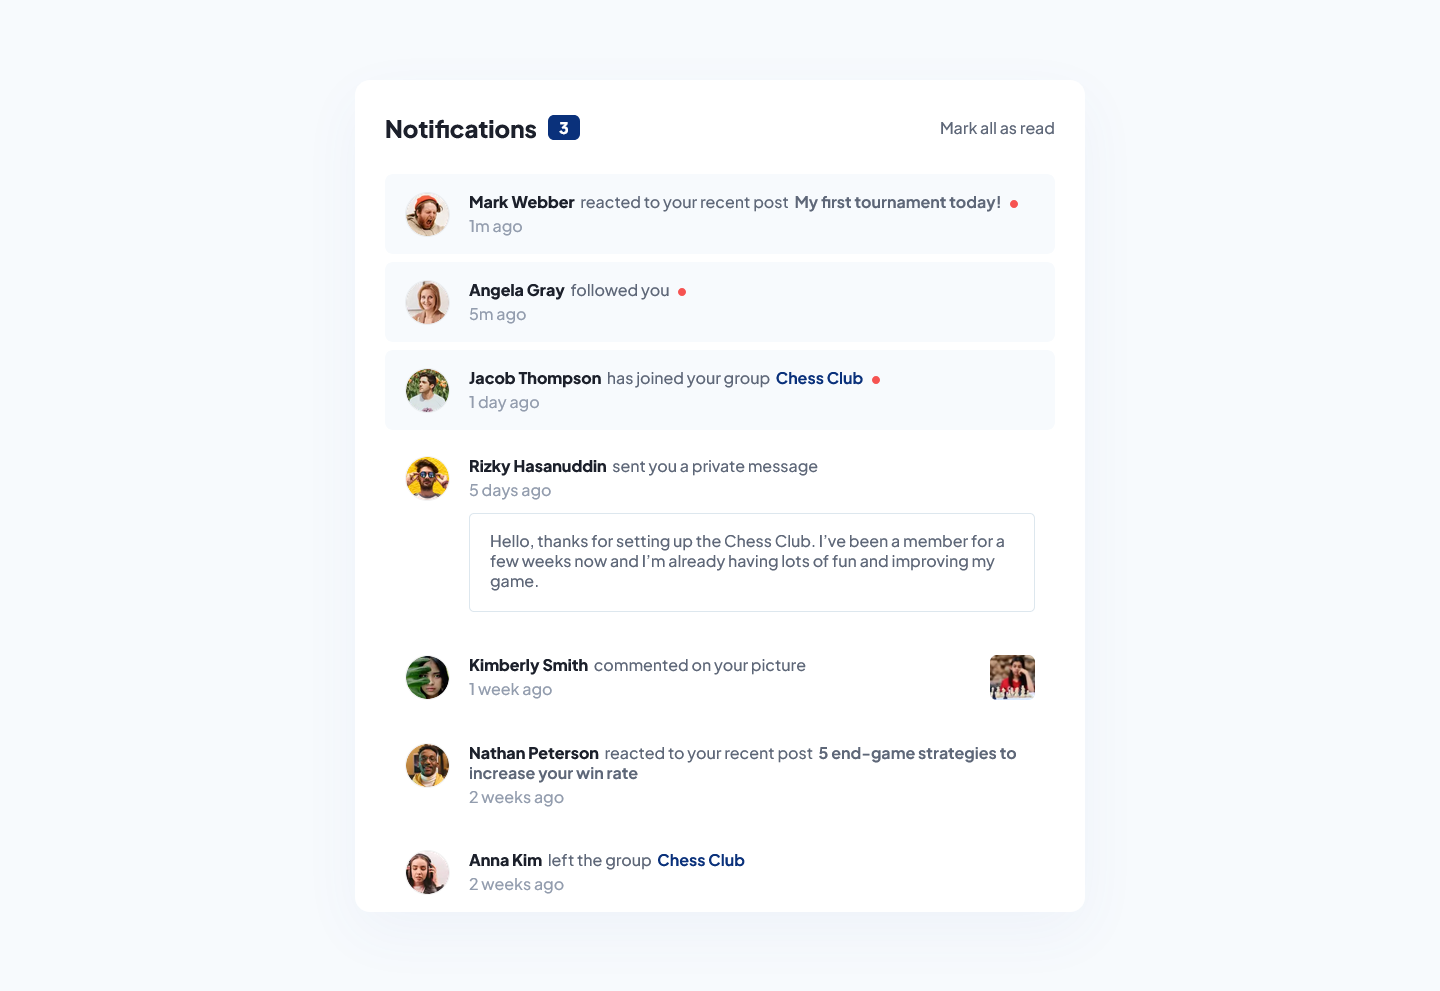 Notifications 3
Mark all as read
Mark Webber reacted to your recent post My first tournament today!
1m ago
Angela Gray followed you
5m ago
Jacob Thompson has joined your group Chess Club
1 day ago
Rizky Hasanuddin sent you a private message
5 days ago
Hello, thanks for setting up the Chess Club. I’ve been a member for a
few weeks now and I’m already having lots of fun and improving my
game.
Kimberly Smith commented on your picture
1 week ago
Nathan Peterson reacted to your recent post 5 end-game strategies to
increase your win rate
2 weeks ago
Anna Kim left the group Chess Club
2 weeks ago